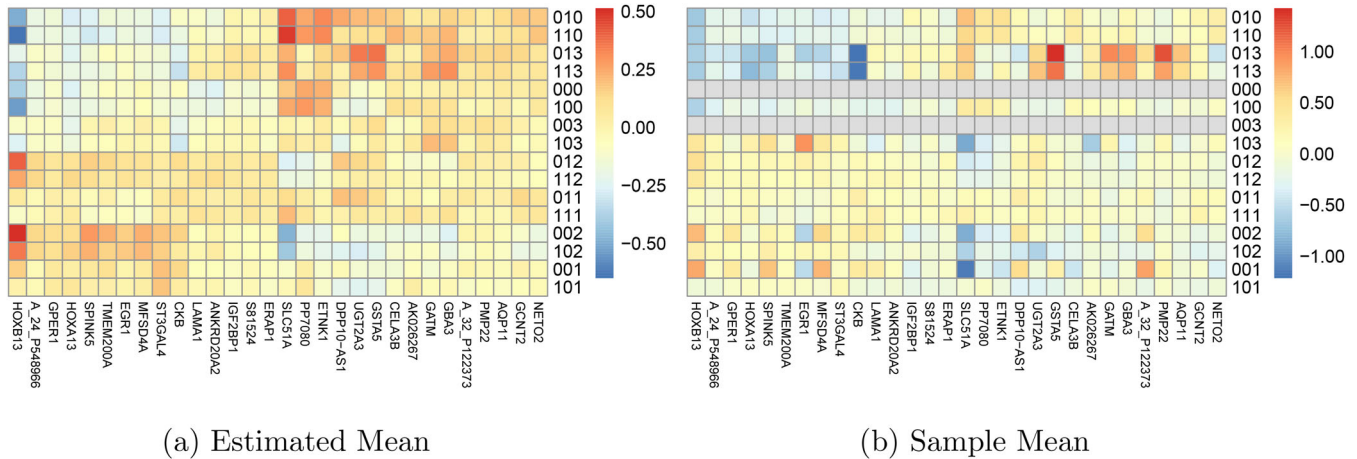 0.50
0.25
0.00
−0.25
−0.50
010
110
013
113
000
100
003
103
012
112
011
111
002
102
001
101
HOXB13
A_24_P548966
GPER1
HOXA13
SPINK5
TMEM200A
EGR1
MFSD4A
ST3GAL4
CKB
LAMA1
ANKRD20A2
IGF2BP1
S81524
ERAP1
SLC51A
PP7080
ETNK1
DPP10−AS1
UGT2A3
GSTA5
CELA3B
AK026267
GATM
GBA3
A_32_P122373
PMP22
AQP11
GCNT2
NETO2
(a) Estimated Mean
1.00
0.50
0.00
−0.50
−1.00
010
110
013
113
000
100
003
103
012
112
011
111
002
102
001
101
HOXB13
A_24_P548966
GPER1
HOXA13
SPINK5
TMEM200A
EGR1
MFSD4A
ST3GAL4
CKB
LAMA1
ANKRD20A2
IGF2BP1
S81524
ERAP1
SLC51A
PP7080
ETNK1
DPP10−AS1
UGT2A3
GSTA5
CELA3B
AK026267
GATM
GBA3
A_32_P122373
PMP22
AQP11
GCNT2
NETO2
(b) Sample Mean